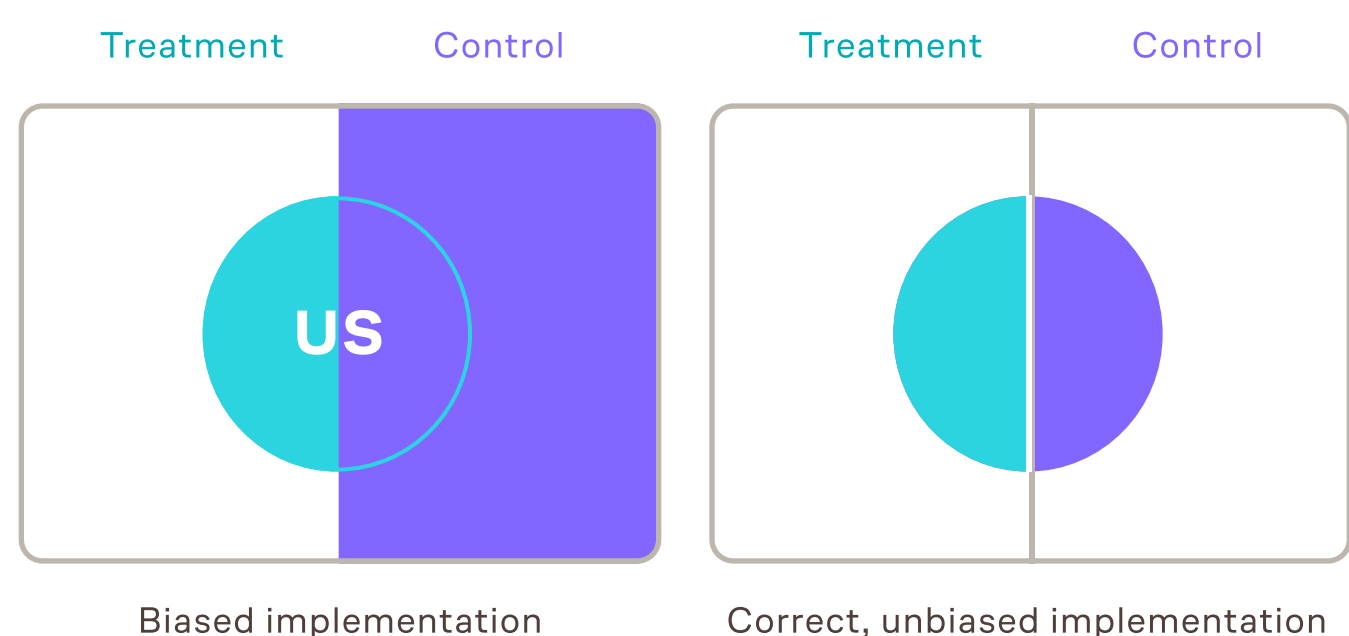 Treatment Control
Treatment Control
US
Biased implementation
Correct, unbiased implementation